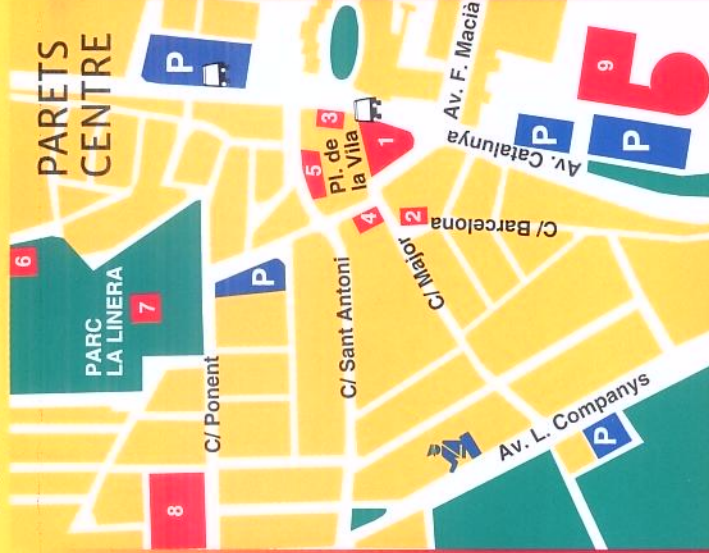 PARETS
CENTRE
P
Av. F. Macià
9
3
5
Pl. de
la Vila
1
P
P
Av. Catalunya
4
2
C/ Barcelona
6
PARC
LA LINERA
7
P
C/ Sant Antoni
C/ Major
C/ Ponent
8
Av. L. Companys
P